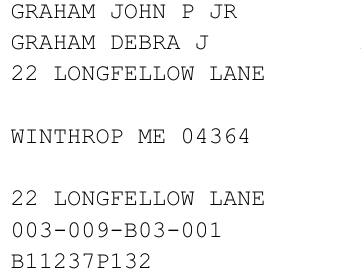 GRAHAM JOHN P JR
GRAHAM DEBRA J
22 LONGFELLOW LANE
WINTHROP ME 04364
22 LONGFELLOW LANE
003-009-B03-001
B11237P132